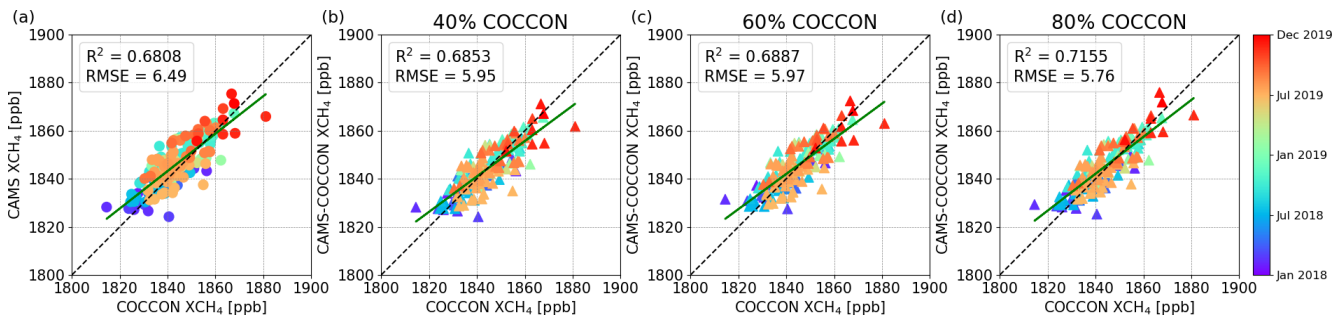 (a)
R² = 0.6808
RMSE = 6.49
CAMS XCH₄ [ppb]
1900
1880
1860
1840
1820
1800
1800 1820 1840 1860 1880 1900
COCCON XCH₄ [ppb]
(b)
40% COCCON
R² = 0.6853
RMSE = 5.95
CAMS-COCCON XCH₄ [ppb]
1900
1880
1860
1840
1820
1800
1800 1820 1840 1860 1880 1900
COCCON XCH₄ [ppb]
(c)
60% COCCON
R² = 0.6887
RMSE = 5.97
CAMS-COCCON XCH₄ [ppb]
1900
1880
1860
1840
1820
1800
1800 1820 1840 1860 1880 1900
COCCON XCH₄ [ppb]
(d)
80% COCCON
R² = 0.7155
RMSE = 5.76
CAMS-COCCON XCH₄ [ppb]
1900
1880
1860
1840
1820
1800
1800 1820 1840 1860 1880 1900
COCCON XCH₄ [ppb]
Dec 2019
Jul 2019
Jan 2019
Jul 2018
Jan 2018